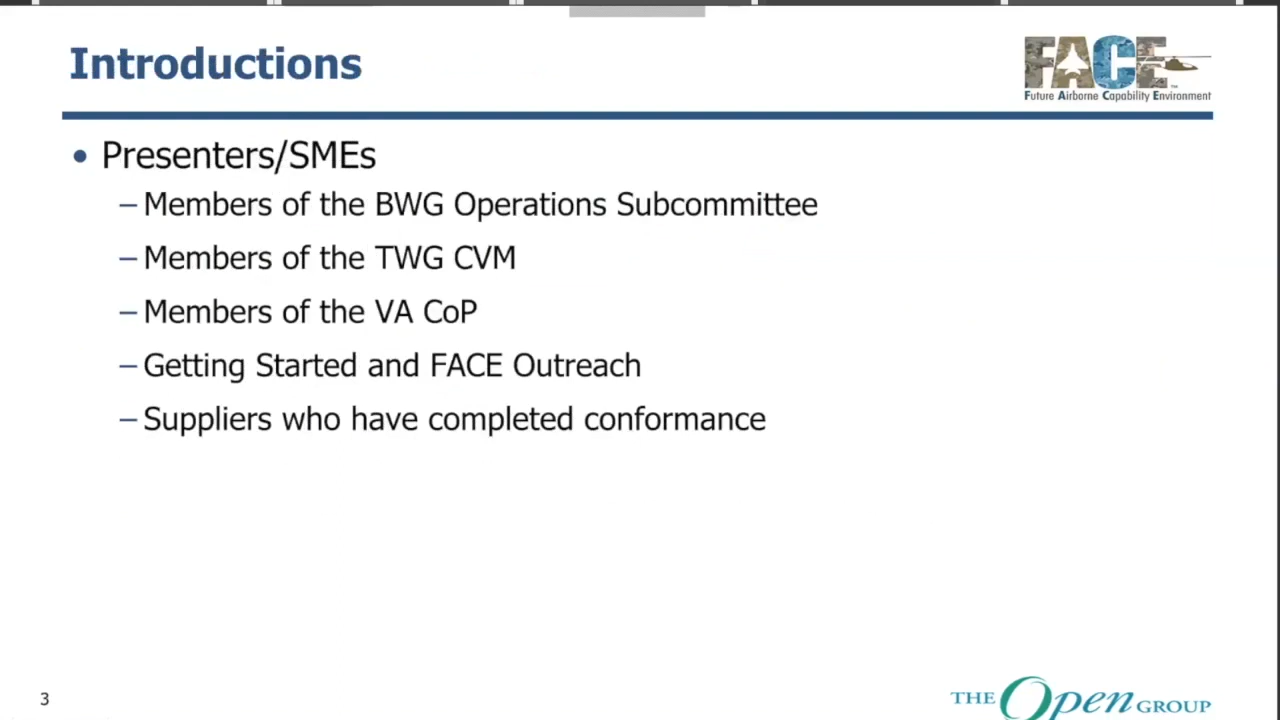 Introductions
FACE™
Future Airborne Capability Environment
• Presenters/SMEs
– Members of the BWG Operations Subcommittee
– Members of the TWG CVM
– Members of the VA CoP
– Getting Started and FACE Outreach
– Suppliers who have completed conformance
3
THE Open GROUP